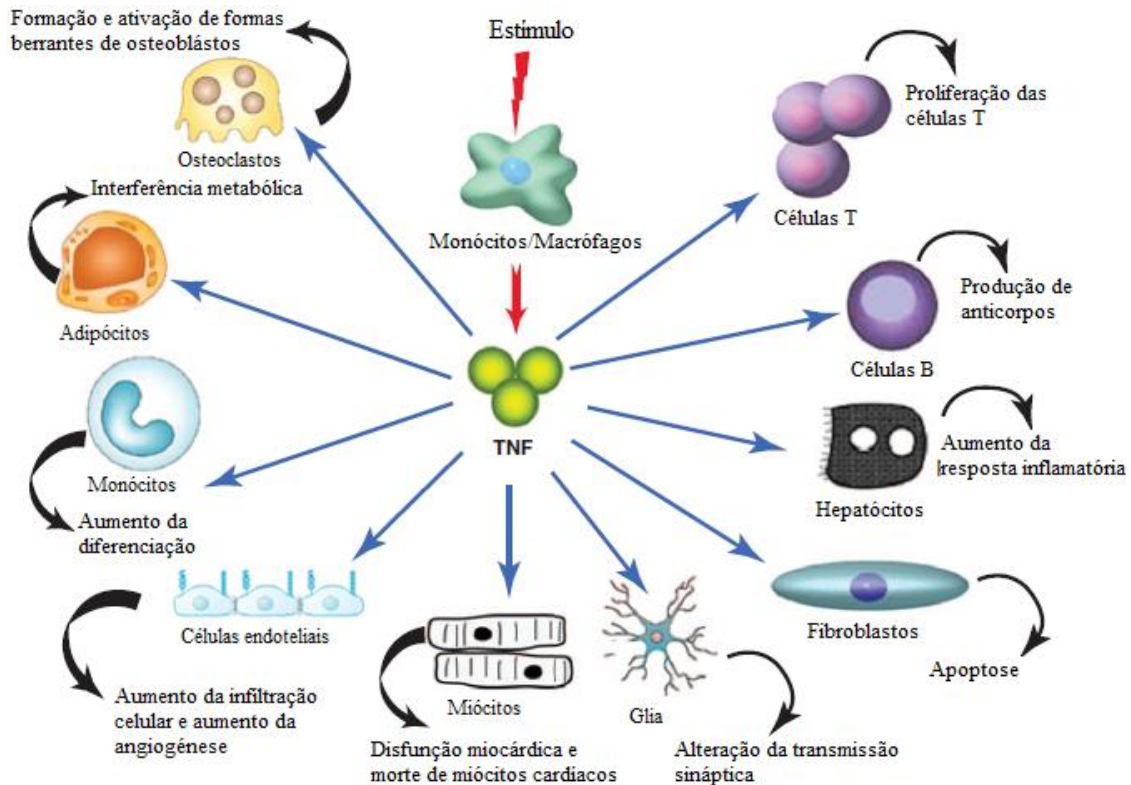 Formação e ativação de formas
berrantes de osteoblástos
Osteoclastos
Estímulo
Monócitos/Macrófagos
Proliferação das
células T
Células T
Interferência metabólica
Adipócitos
Produção de
anticorpos
Células B
TNF
Monócitos
Aumento da
diferenciação
Aumento da
resposta inflamatória
Hepatócitos
Células endoteliais
Aumento da infiltração
celular e aumento da
angiogénese
Miócitos
Disfunção miocárdica e
morte de miócitos cardíacos
Glia
Alteração da transmissão
sináptica
Fibroblastos
Apoptose